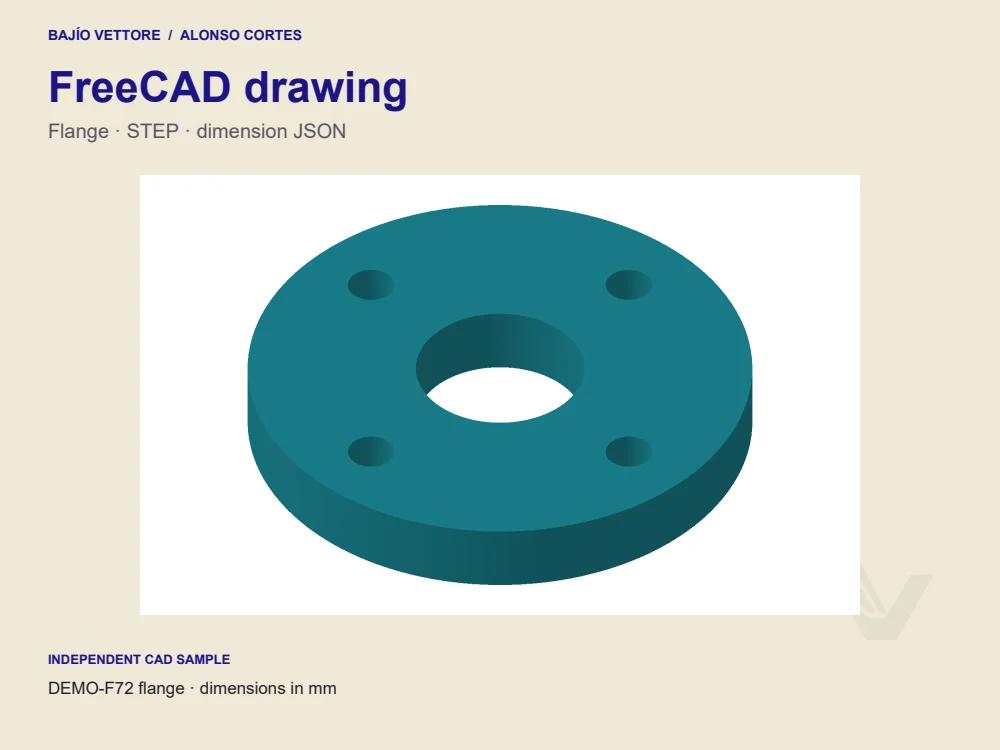 BAJÍO VETTORE / ALONSO CORTES
FreeCAD drawing
Flange · STEP · dimension JSON
INDEPENDENT CAD SAMPLE
DEMO-F72 flange · dimensions in mm